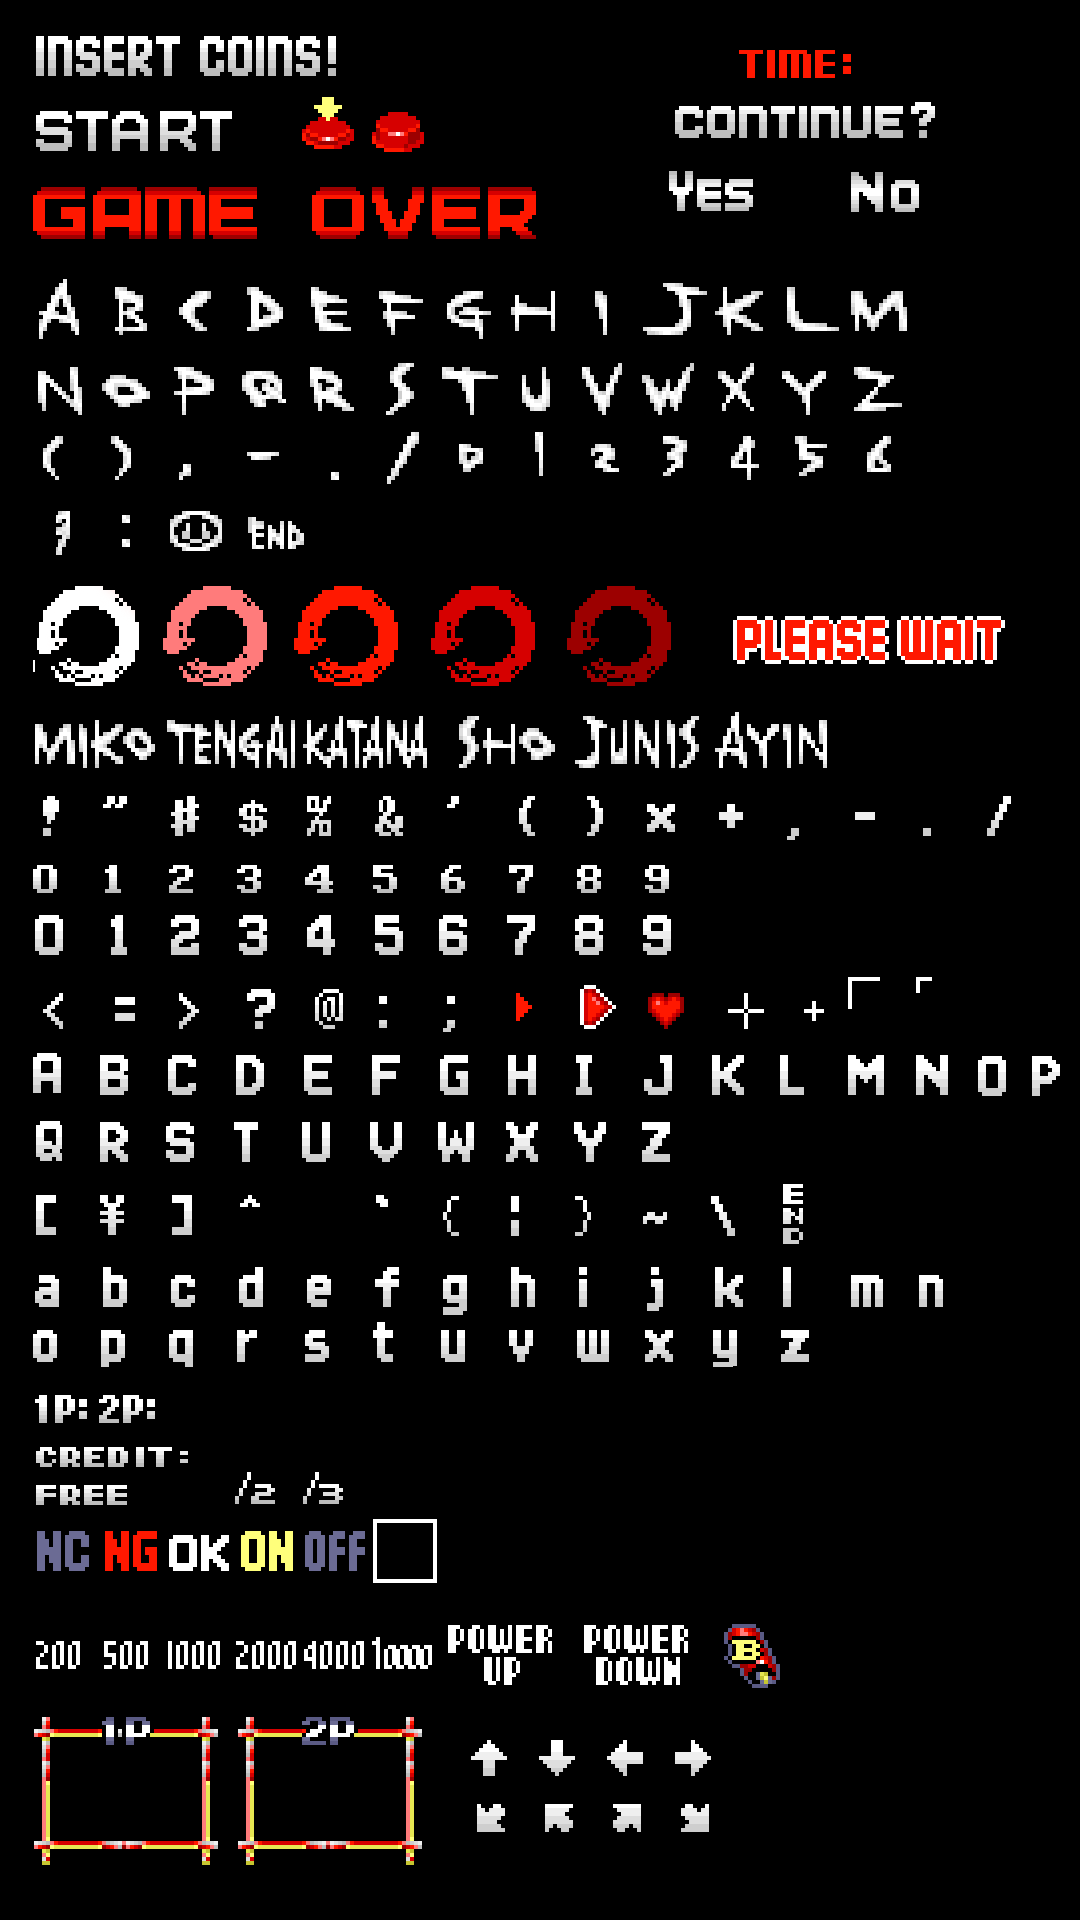 INSERT COINS!
TIME:
START
CONTINUE?
GAME OVER
YES NO
A B C D E F G H I J K L M
N O P Q R S T U V W X Y Z
( ) , - . / 0 1 2 3 4 5 6
:
END
PLEASE WAIT
MIKO TENGAI KATANA SHO JUNIS AYIN
! " # $ % & ' ( ) × + , - . /
0 1 2 3 4 5 6 7 8 9
0 1 2 3 4 5 6 7 8 9
< = > ? @ : ; ♥ + +
A B C D E F G H I J K L M N O P
Q R S T U V W X Y Z
[ ¥ ] ^ ` { ¦ } ~ \ END
a b c d e f g h i j k l m n
o p q r s t u v w x y z
1P: 2P:
CREDIT:
FREE /2 /3
NC NG OK ON OFF
200 500 1000 2000 4000 10000
POWER UP
POWER DOWN
B
1P 2P
↑ ↓ ← →
↙ ↖ ↗ ↘